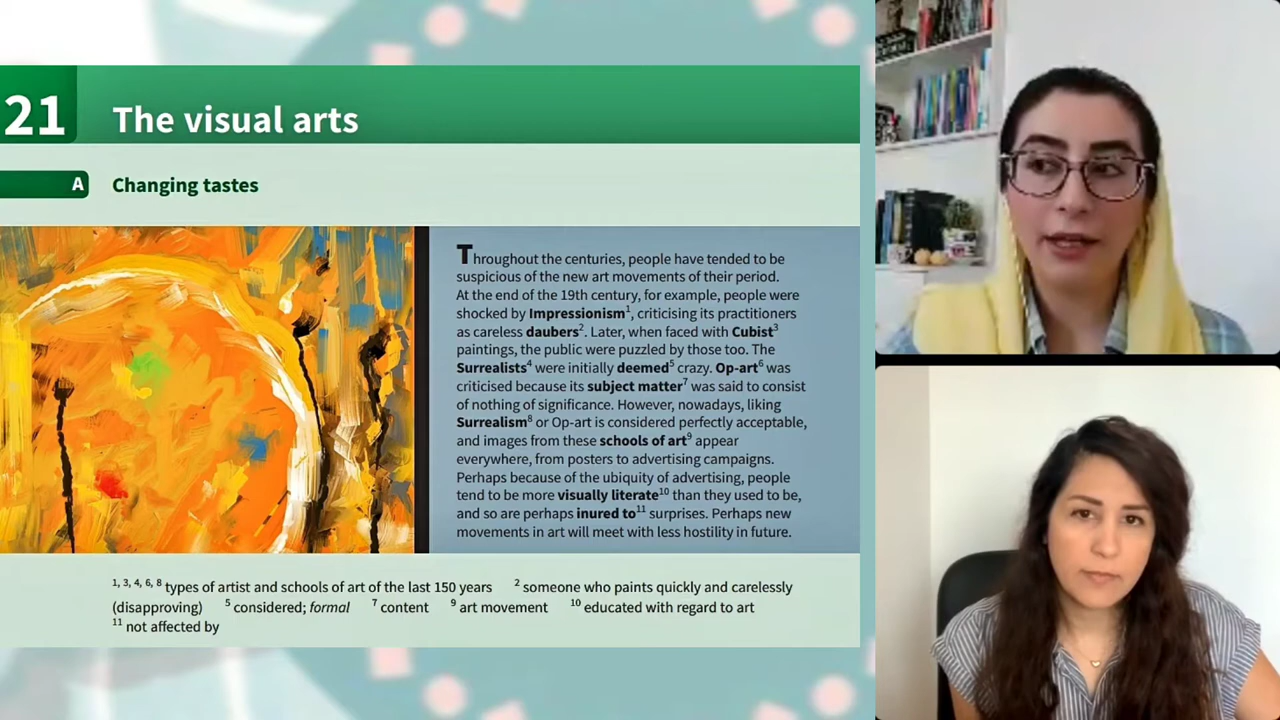 21
The visual arts
A
Changing tastes
Throughout the centuries, people have tended to be
suspicious of the new art movements of their period.
At the end of the 19th century, for example, people were
shocked by Impressionism¹, criticising its practitioners
as careless daubers². Later, when faced with Cubist³
paintings, the public were puzzled by those too. The
Surrealists⁴ were initially deemed⁵ crazy. Op-art⁶ was
criticised because its subject matter⁷ was said to consist
of nothing of significance. However, nowadays, liking
Surrealism⁸ or Op-art is considered perfectly acceptable,
and images from these schools of art⁹ appear
everywhere, from posters to advertising campaigns.
Perhaps because of the ubiquity of advertising, people
tend to be more visually literate¹⁰ than they used to be,
and so are perhaps inured to¹¹ surprises. Perhaps new
movements in art will meet with less hostility in future.
¹, ³, ⁴, ⁶, ⁸ types of artist and schools of art of the last 150 years ² someone who paints quickly and carelessly
(disapproving) ⁵ considered; formal ⁷ content ⁹ art movement ¹⁰ educated with regard to art
¹¹ not affected by